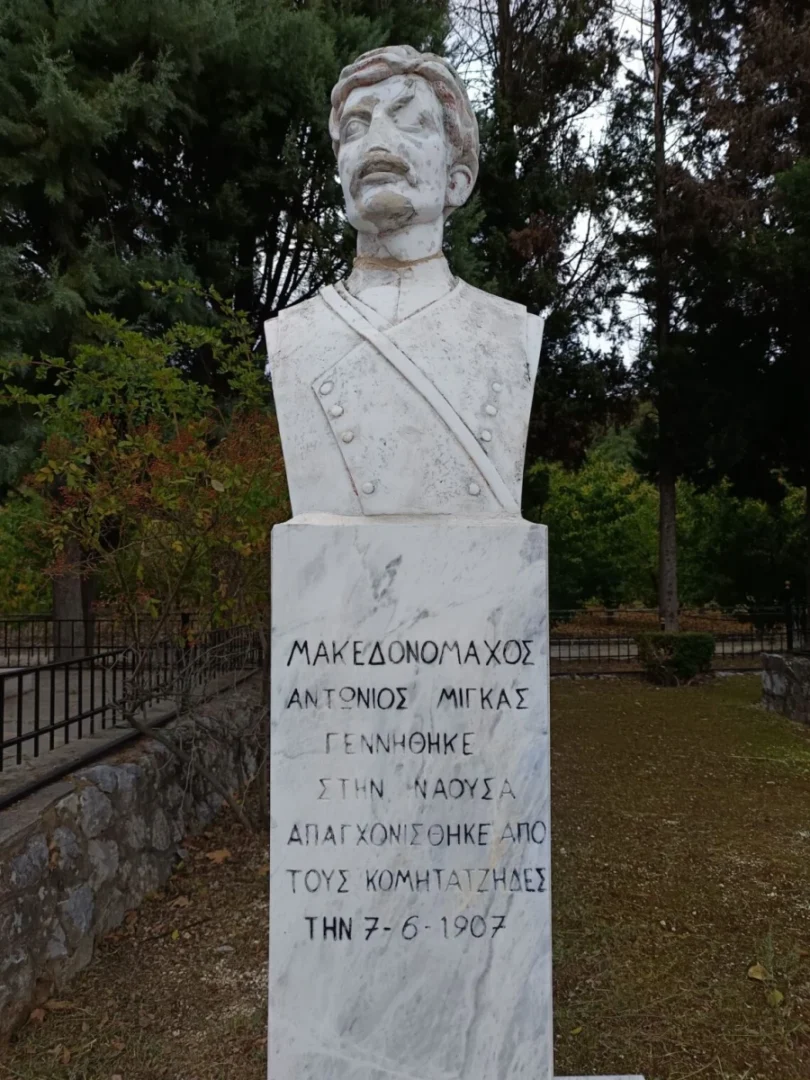 ΜΑΚΕΔΟΝΟΜΑΧΟΣ
ΑΝΤΩΝΙΟΣ ΜΙΓΚΑΣ
ΓΕΝΝΗΘΗΚΕ
ΣΤΗΝ ΝΑΟΥΣΑ
ΑΠΑΓΧΟΝΙΣΘΗΚΕ ΑΠΟ
ΤΟΥΣ ΚΟΜΗΤΑΤΖΗΔΕΣ
ΤΗΝ 7-6-1907